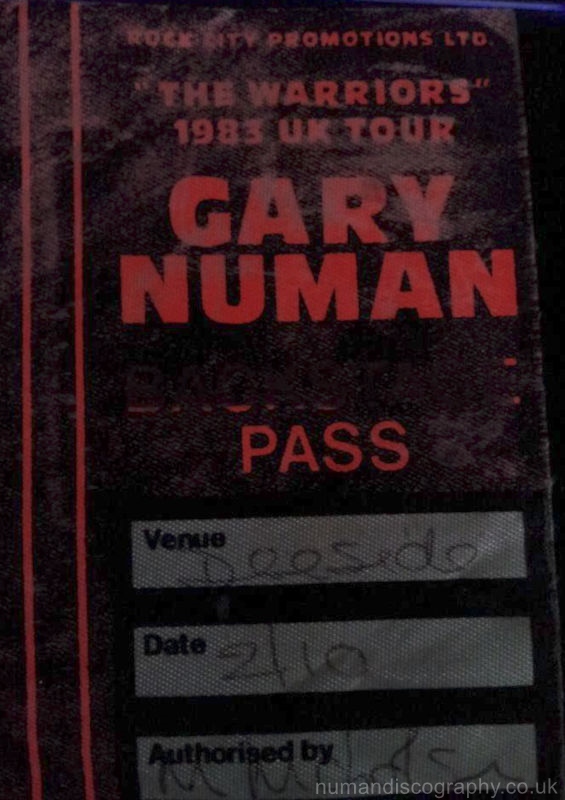 ROCK CITY PROMOTIONS LTD.
"THE WARRIORS"
1983 UK TOUR
GARY
NUMAN
BACKSTAGE
PASS
Venue
Deeside
Date
2/10
Authorised by
numandiscography.co.uk